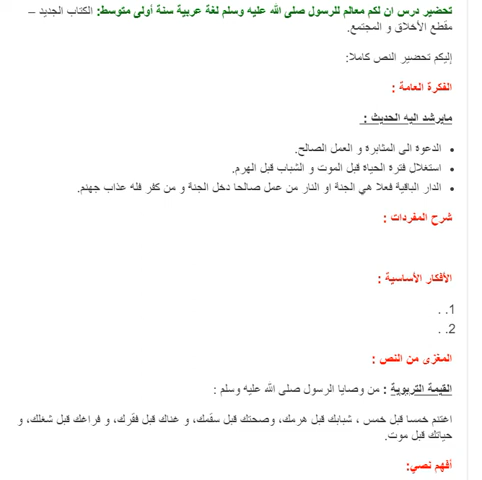 تحضير درس ان لكم معالم للرسول صلى الله عليه وسلم لغة عربية سنة أولى متوسط: الكتاب الجديد –
مقطع الأخلاق و المجتمع.
إليكم تحضير النص كاملا:
الفكرة العامة :
مايرشد اليه الحديث :
الدعوة الى المثابرة و العمل الصالح.
استغلال فترة الحياة قبل الموت و الشباب قبل الهرم.
الدار الباقية فعلا هي الجنة او النار من عمل صالحا دخل الجنة و من كفر فله عذاب جهنم.
شرح المفردات :
الأفكار الأساسية :
1. .
2. .
المغزى من النص :
القيمة التربوية : من وصايا الرسول صلى الله عليه وسلم :
اغتنم خمسا قبل خمس ، شبابك قبل هرمك، وصحتك قبل سقمك، و غناك قبل فقرك، و فراغك قبل شغلك، و
حياتك قبل موت.
أفهم نصي: